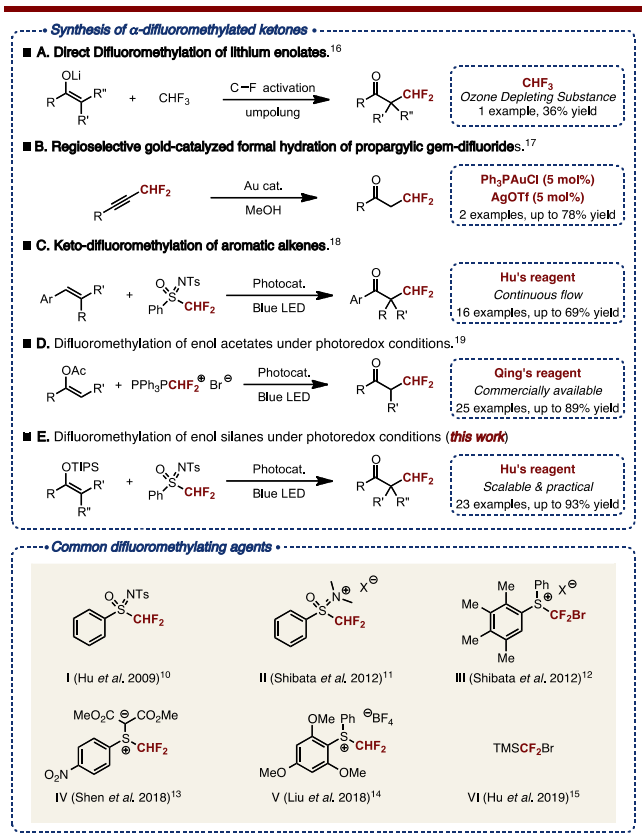 Synthesis of α-difluoromethylated ketones
A. Direct Difluoromethylation of lithium enolates.16
OLi
R
R"
R'
+
CHF3
C–F activation
umpolung
O
R
CHF2
R'
R"
CHF3
Ozone Depleting Substance
1 example, 36% yield
B. Regioselective gold-catalyzed formal hydration of propargylic gem-difluorides.17
CHF2
R
Au cat.
MeOH
O
R
CHF2
Ph3PAuCl (5 mol%)
AgOTf (5 mol%)
2 examples, up to 78% yield
C. Keto-difluoromethylation of aromatic alkenes.18
Ar
R'
R
+
O
NTs
S
Ph
CHF2
Photocat.
Blue LED
O
Ar
CHF2
R
R'
Hu's reagent
Continuous flow
16 examples, up to 69% yield
D. Difluoromethylation of enol acetates under photoredox conditions.19
OAc
R
R'
+
PPh3PCHF2 ⊕ Br ⊖
Photocat.
Blue LED
O
R
CHF2
R'
Qing's reagent
Commercially available
25 examples, up to 89% yield
E. Difluoromethylation of enol silanes under photoredox conditions (this work)
OTIPS
R
R'
R"
+
O
NTs
S
Ph
CHF2
Photocat.
Blue LED
O
R
CHF2
R'
R"
Hu's reagent
Scalable & practical
23 examples, up to 93% yield
Common difluoromethylating agents
O
NTs
S
CHF2
I (Hu et al. 2009)10
O
N
⊕
X⊖
S
CHF2
II (Shibata et al. 2012)11
Me
Me
Me
Me
Ph
X⊖
S
⊕
CF2Br
III (Shibata et al. 2012)12
MeO2C
⊖
CO2Me
S
⊕
CHF2
O2N
IV (Shen et al. 2018)13
OMe
Ph
⊖BF4
S
⊕
CHF2
MeO
OMe
V (Liu et al. 2018)14
TMSCF2Br
VI (Hu et al. 2019)15